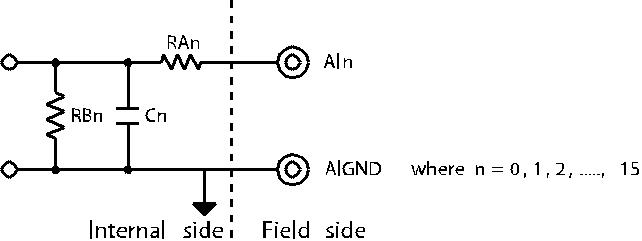 RAn
AIn
RBn
Cn
AIGND where n = 0, 1, 2, ....., 15
Internal side
Field side